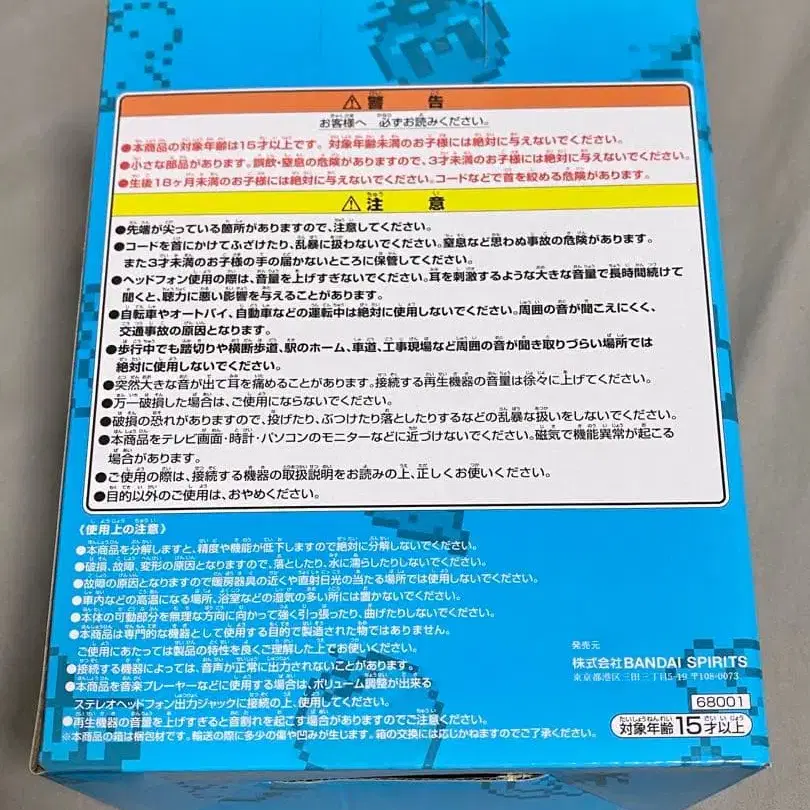 ⚠警告
お客様へ 必ずお読みください。
●本商品の対象年齢は15才以上です。対象年齢未満のお子様には絶対に与えないでください。
●小さな部品があります。誤飲・窒息の危険がありますので、3才未満のお子様には絶対に与えないでください。
●生後18ヶ月未満のお子様には絶対に与えないでください。コードなどで首を絞める危険があります。
⚠注意
●先端が尖っている箇所がありますので、注意してください。
●コードを首にかけてふざけたり、乱暴に扱わないでください。窒息など思わぬ事故の危険があります。
また3才未満のお子様の手の届かないところに保管してください。
●ヘッドフォン使用の際は、音量を上げすぎないでください。耳を刺激するような大きな音量で長時間続けて
聞くと、聴力に悪い影響を与えることがあります。
●自転車やオートバイ、自動車などの運転中は絶対に使用しないでください。周囲の音が聞こえにくく、
交通事故の原因となります。
●歩行中でも踏切りや横断歩道、駅のホーム、車道、工事現場など周囲の音が聞き取りづらい場所では
絶対に使用しないでください。
●突然大きな音が出て耳を痛めることがあります。接続する再生機器の音量は徐々に上げてください。
●万一破損した場合は、ご使用にならないでください。
●破損の恐れがありますので、投げたり、ぶつけたり落としたりするなどの乱暴な扱いをしないでください。
●本商品をテレビ画面・時計・パソコンのモニターなどに近づけないでください。磁気で機能異常が起こる
場合があります。
●ご使用の際は、接続する機器の取扱説明をお読みの上、正しくお使いください。
●目的以外のご使用は、おやめください。
《使用上の注意》
●本商品を分解しますと、精度や機能が低下しますので絶対に分解しないでください。
●破損、故障、変形の原因となりますので、落としたり、水に濡らしたりしないでください。
●故障の原因となりますので暖房器具の近くや直射日光の当たる場所では使用しないでください。
●車内などの高温になる場所、浴室などの湿気の多い所には置かないでください。
●本体の可動部分を無理な方向に向かって強く引っ張ったり、曲げたりしないでください。
●本商品は専門的な機器として使用する目的で製造された物ではありません。
ご使用にあたっては製品の特性を良くご理解した上でお使いください。
●接続する機器によっては、音声が正常に出力されないことがあります。
●本商品を音楽プレーヤーなどに使用する場合は、ボリューム調整が出来る
ステレオヘッドフォン出力ジャックに接続の上、使用してください。
●再生機器の音量を上げすぎると音割れを起こす場合がありますのでご注意ください。
※本商品の箱は梱包材です。輸送の際に多少の傷や凹みが生じます。箱の交換には応じかねますのでご了承ください。
発売元
株式会社BANDAI SPIRITS
東京都港区三田三丁目5-19 〒108-0073
68001
対象年齢 15才以上